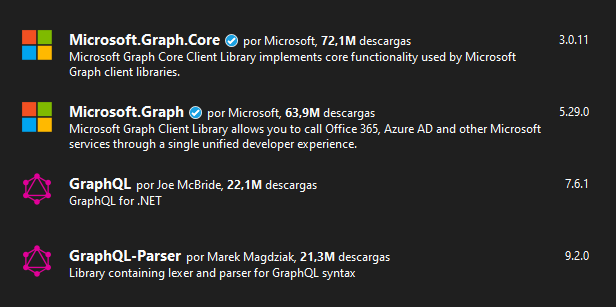 Microsoft.Graph.Core por Microsoft, 72,1M descargas 3.0.11
Microsoft Graph Core Client Library implements core functionality used by Microsoft
Graph client libraries.
Microsoft.Graph por Microsoft, 63,9M descargas 5.29.0
Microsoft Graph Client Library allows you to call Office 365, Azure AD and other Microsoft
services through a single unified developer experience.
GraphQL por Joe McBride, 22,1M descargas 7.6.1
GraphQL for .NET
GraphQL-Parser por Marek Magdziak, 21,3M descargas 9.2.0
Library containing lexer and parser for GraphQL syntax